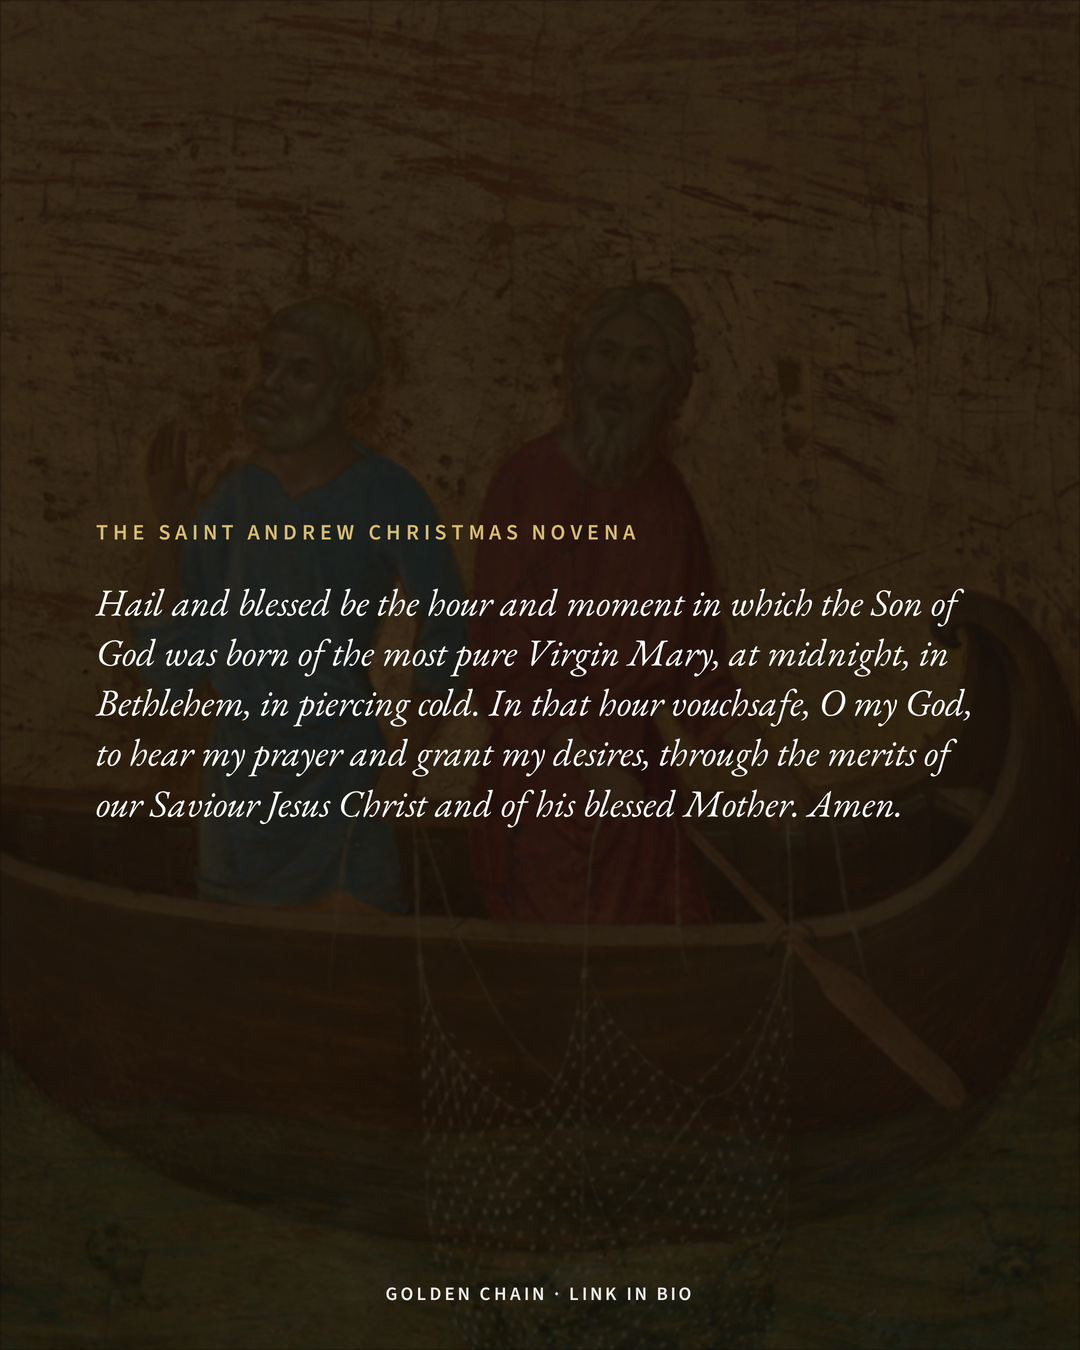 THE SAINT ANDREW CHRISTMAS NOVENA
Hail and blessed be the hour and moment in which the Son of
God was born of the most pure Virgin Mary, at midnight, in
Bethlehem, in piercing cold. In that hour vouchsafe, O my God,
to hear my prayer and grant my desires, through the merits of
our Saviour Jesus Christ and of his blessed Mother. Amen.
GOLDEN CHAIN · LINK IN BIO